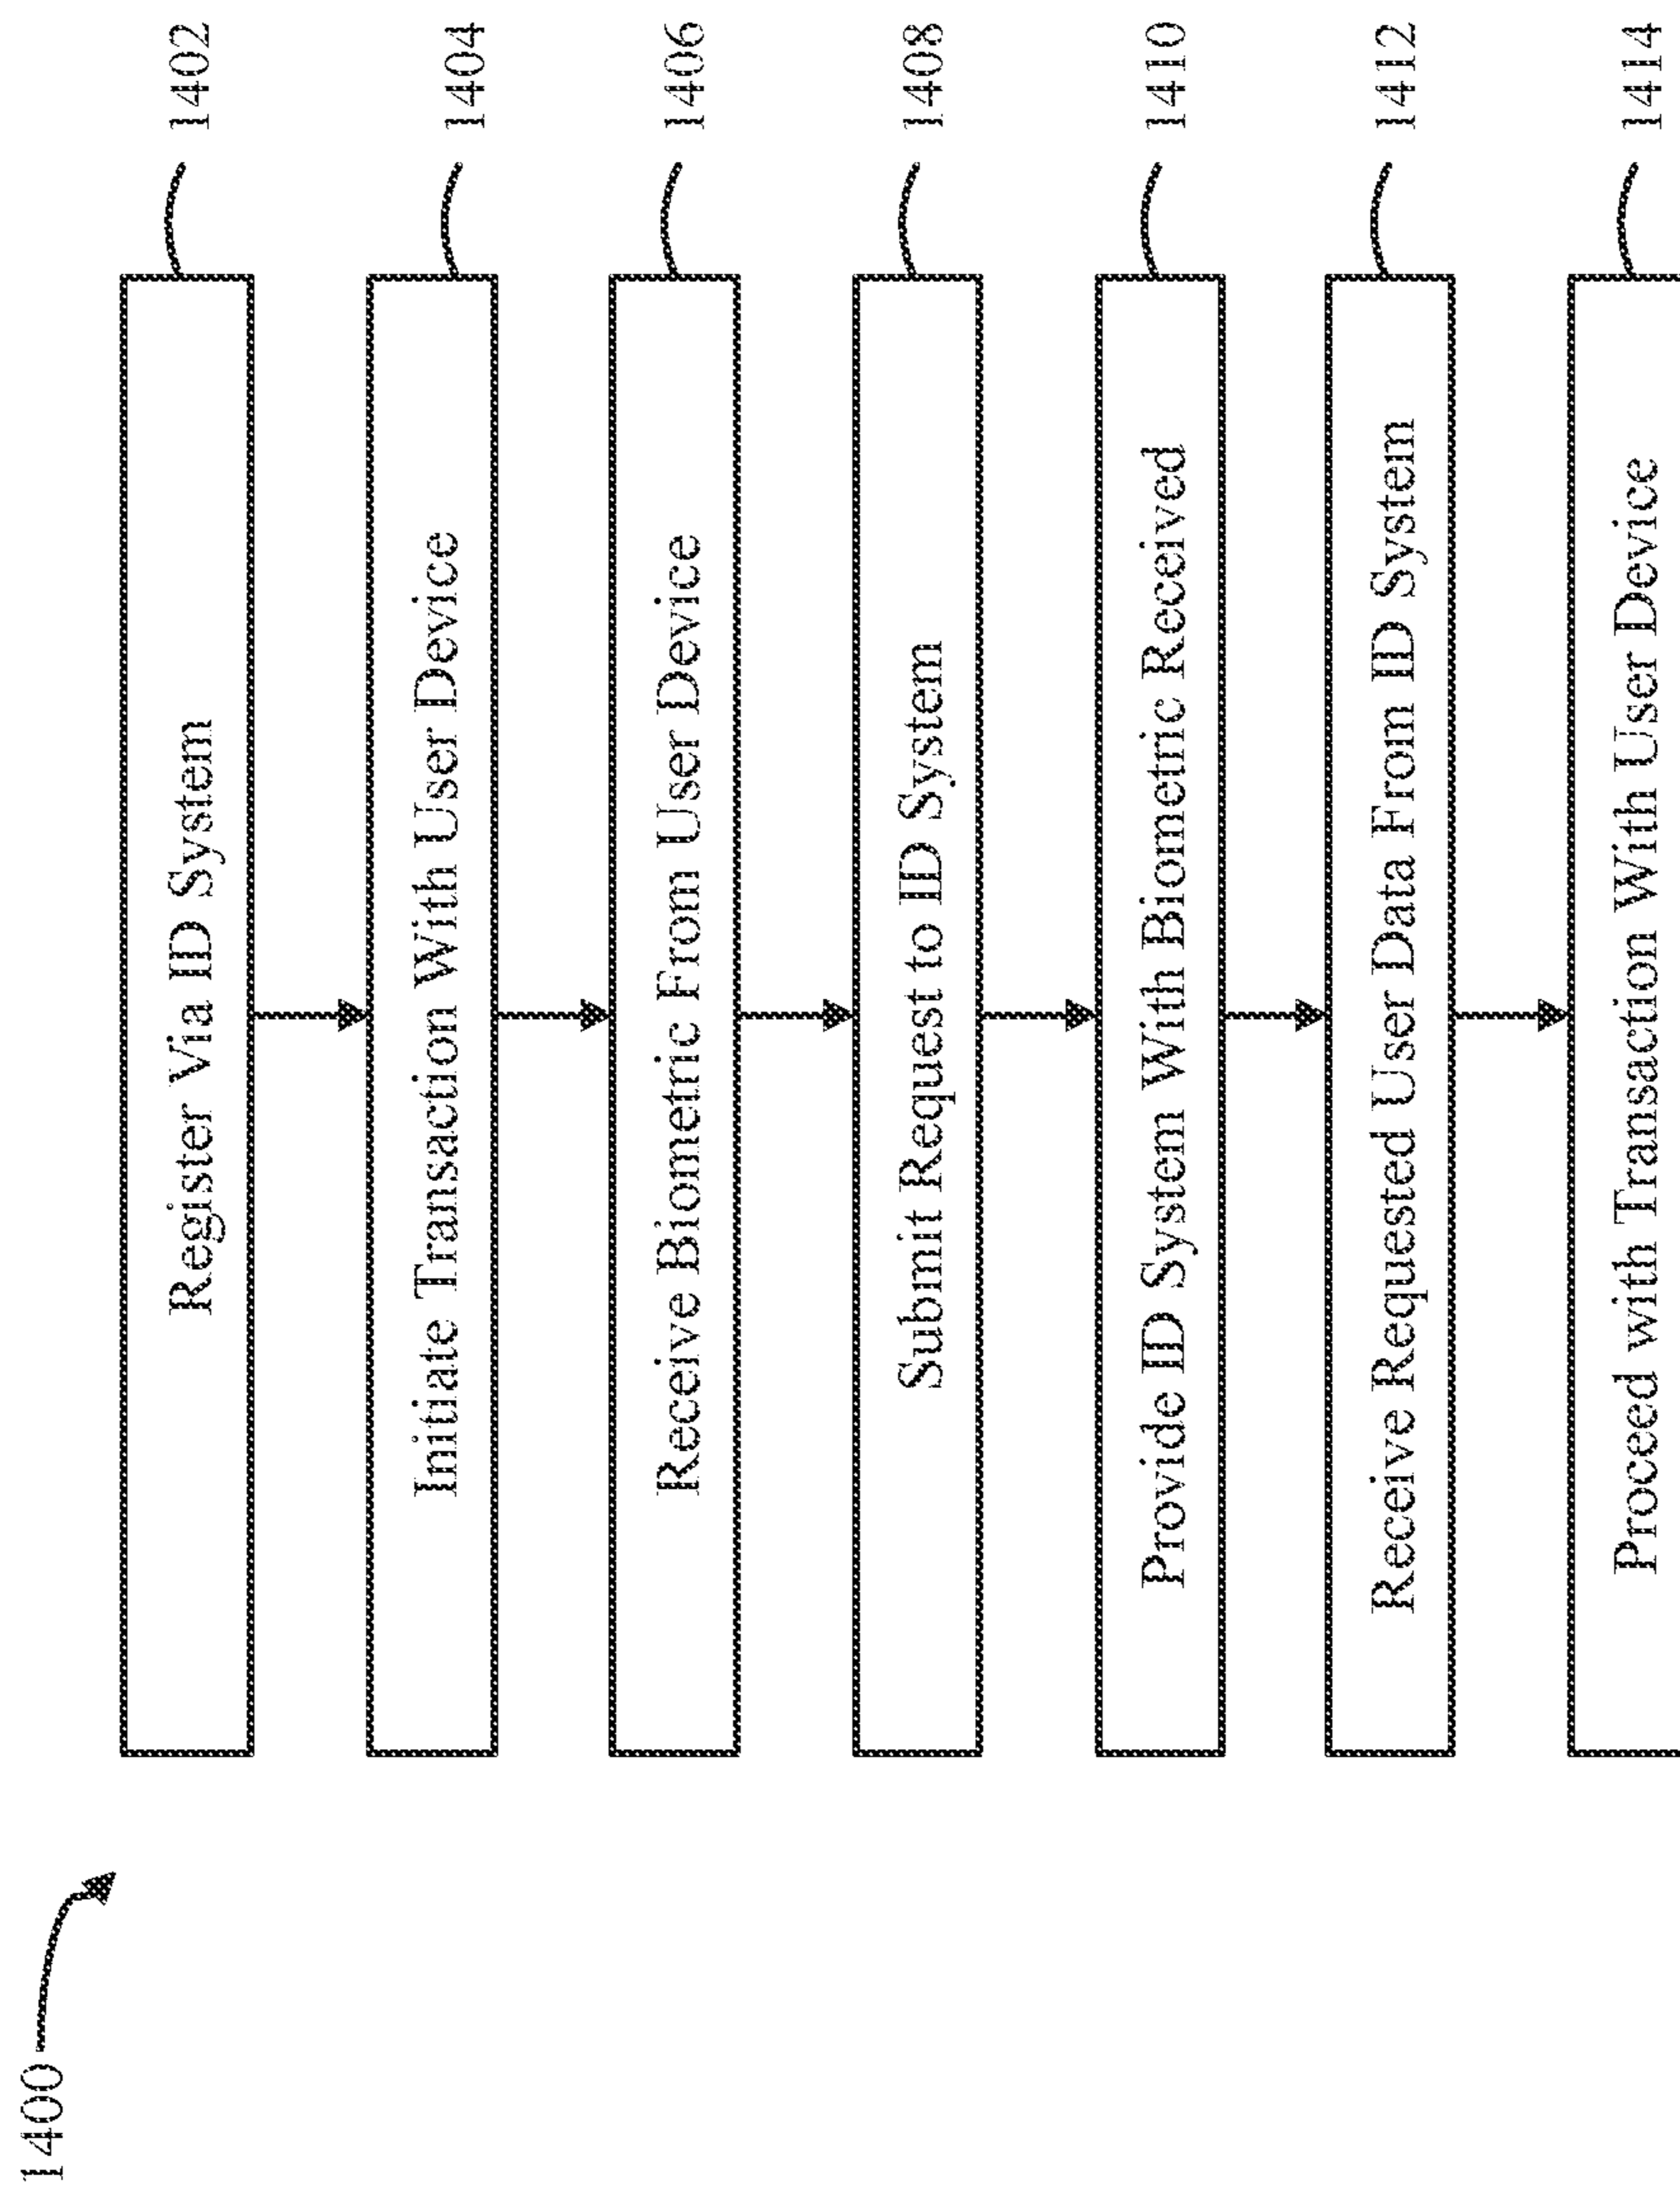 1400
Register Via ID System
1402
Initiate Transaction With User Device
1404
Receive Biometric From User Device
1406
Submit Request to ID System
1408
Provide ID System With Biometric Received
1410
Receive Requested User Data From ID System
1412
Proceed with Transaction With User Device
1414